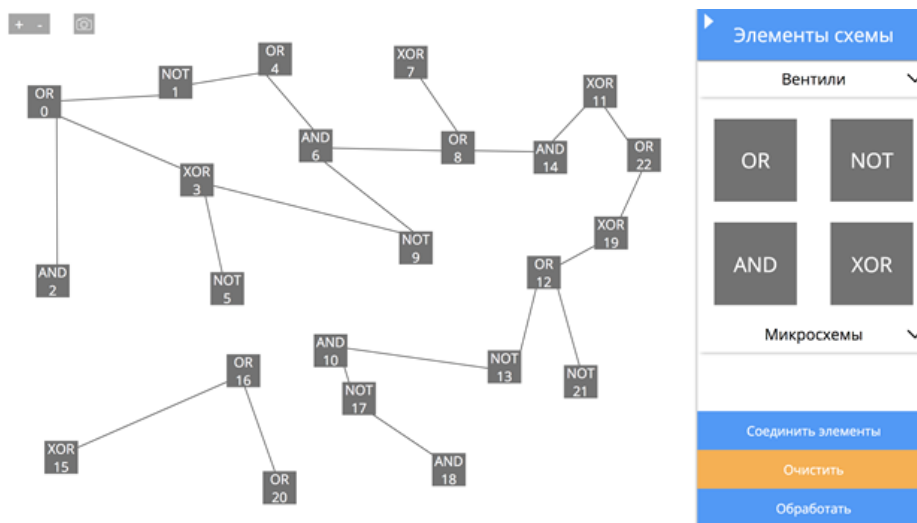 + -
OR
4
XOR
7
NOT
1
OR
0
XOR
11
AND
6
OR
8
AND
14
OR
22
XOR
3
XOR
19
NOT
9
OR
12
AND
2
NOT
5
AND
10
NOT
13
NOT
21
OR
16
NOT
17
XOR
15
AND
18
OR
20
Элементы схемы
Вентили
OR
NOT
AND
XOR
Микросхемы
Соединить элементы
Очистить
Обработать